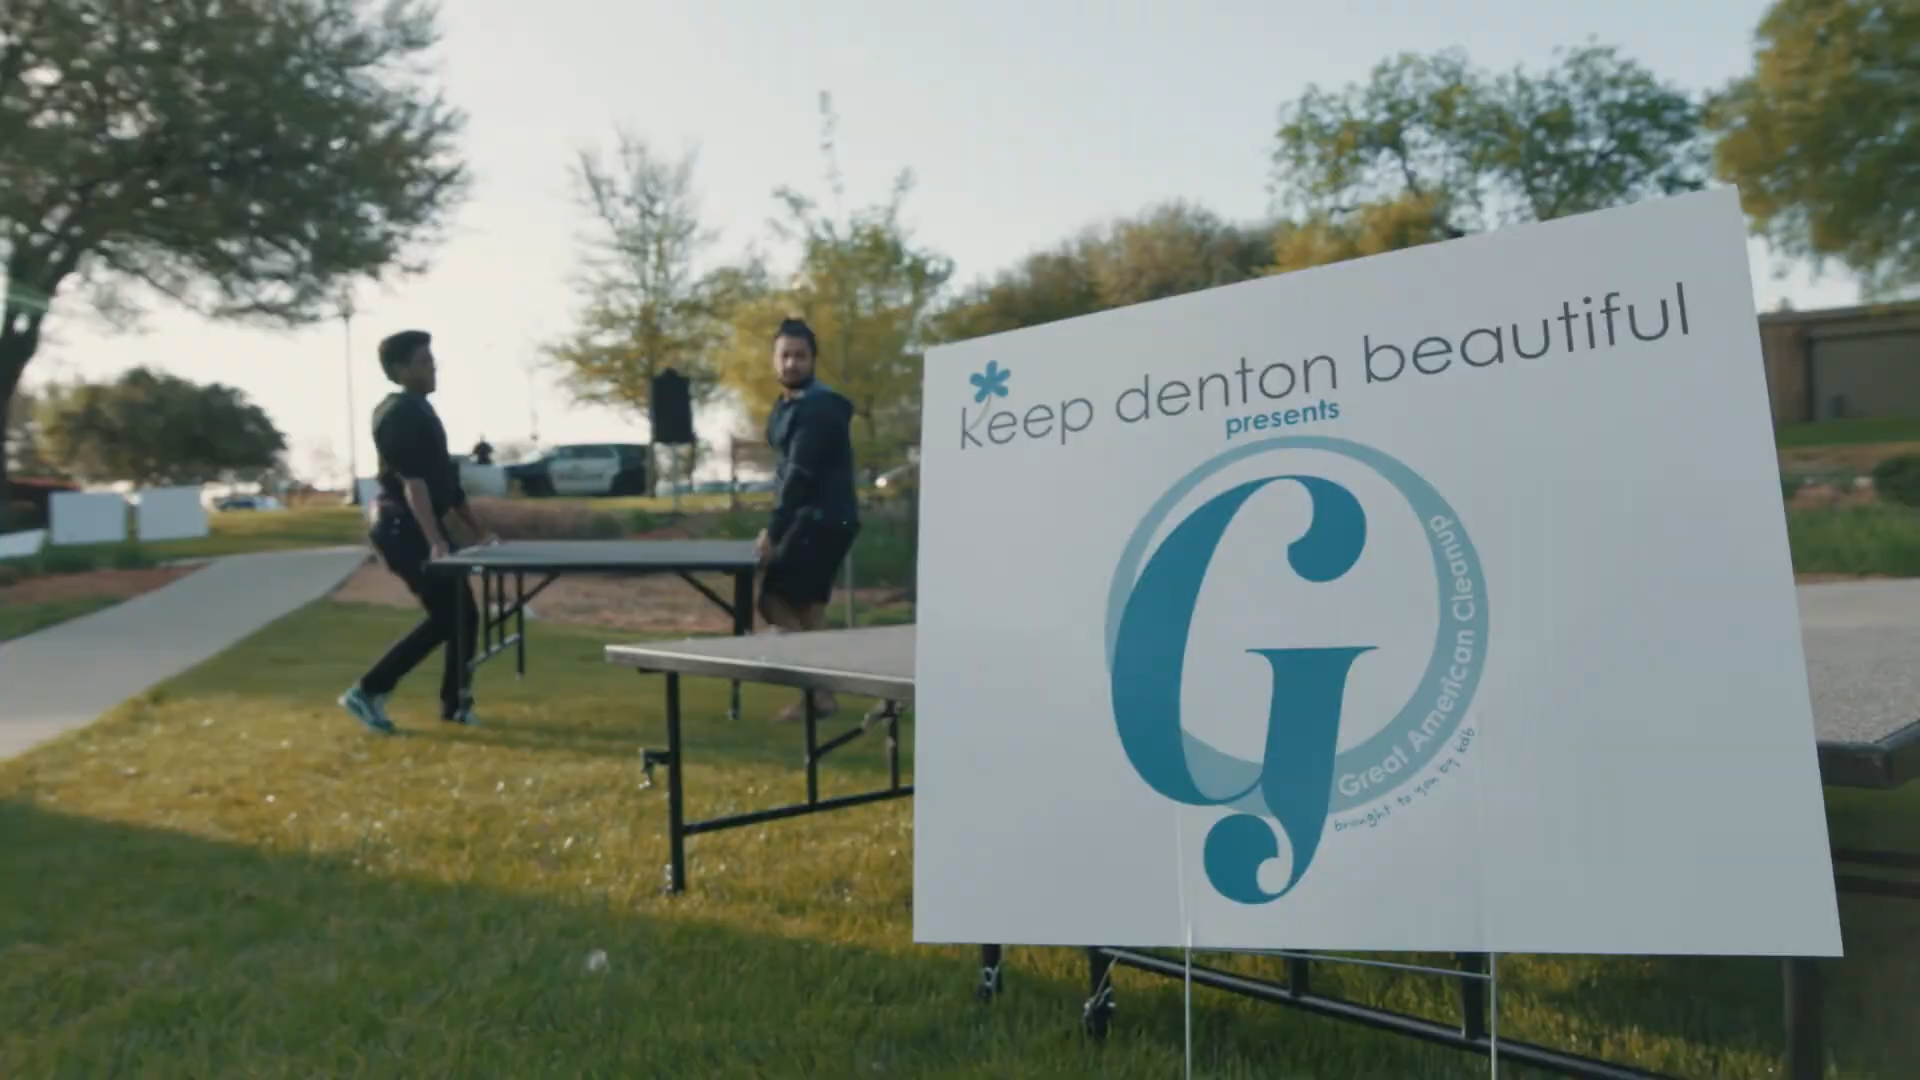 keep denton beautiful
presents
G
Great American Cleanup
brought to you by kdb